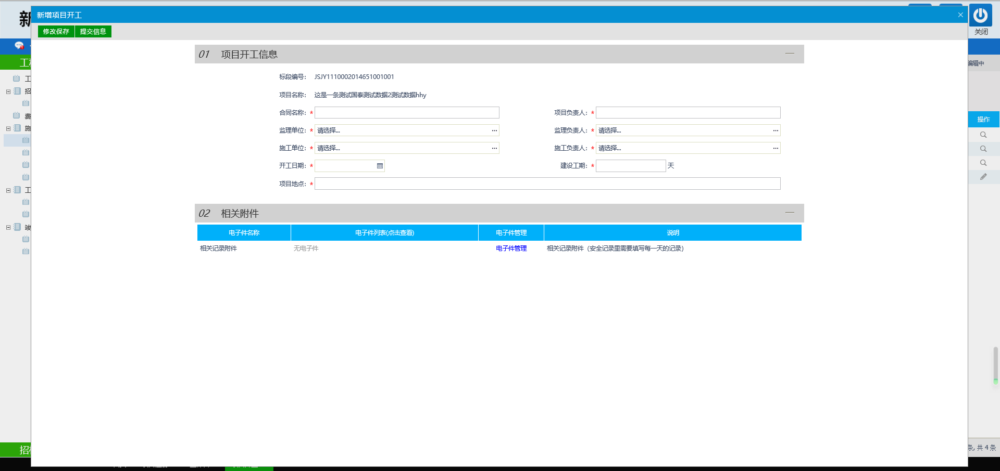 新增项目开工
修改保存 提交信息
关闭
01 项目开工信息
编辑中
标段编号： JSJY1110002014651001001
项目名称： 这是一条测试国泰测试数据2测试数据hhy
合同名称：* 项目负责人：*
监理单位：* 请选择... 监理负责人：* 请选择...
操作
施工单位：* 请选择... 施工负责人：* 请选择...
开工日期：* 建设工期：* 天
项目地点：*
02 相关附件
电子件名称 电子件列表(点击查看) 电子件管理 说明
相关记录附件 无电子件 电子件管理 相关记录附件（安全记录里需要填写每一天的记录）
新
工
工
招
费
施
工
竣
招
条, 共 4 条